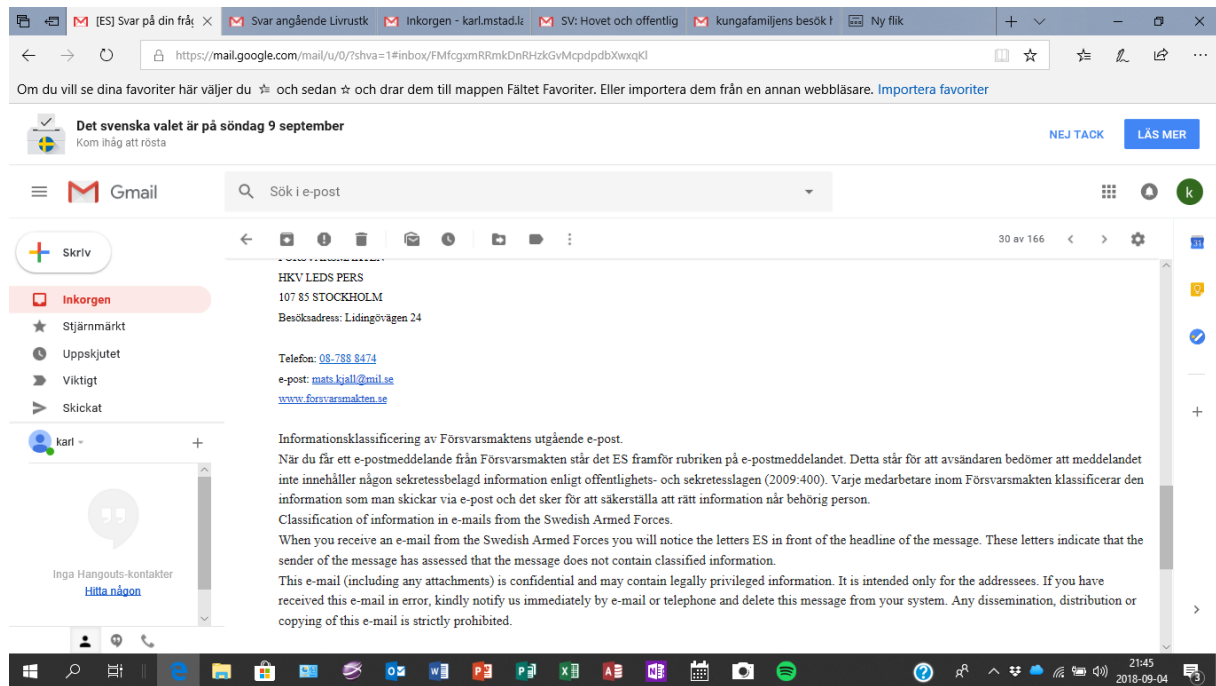 [ES] Svar på din fråg
Svar angående Livrustk
Inkorgen - karl.mstad.la
SV: Hovet och offentlig
kungafamiljens besök h
Ny flik
https://mail.google.com/mail/u/0/?shva=1#inbox/FMfcgxmRRmkDnRHzkGvMcpdpdbXwxqKl
Om du vill se dina favoriter här väljer du och sedan ☆ och drar dem till mappen Fältet Favoriter. Eller importera dem från en annan webbläsare. Importera favoriter
Det svenska valet är på söndag 9 september
Kom ihåg att rösta
NEJ TACK
LÄS MER
Gmail
Sök i e-post
k
Skriv
30 av 166
31
Inkorgen
Stjärnmärkt
Uppskjutet
Viktigt
Skickat
karl
Inga Hangouts-kontakter
Hitta någon
FÖRSVARSMAKTEN
HKV LEDS PERS
107 85 STOCKHOLM
Besöksadress: Lidingövägen 24
Telefon: 08-788 8474
e-post: mats.kjall@mil.se
www.forsvarsmakten.se
Informationsklassificering av Försvarsmaktens utgående e-post.
När du får ett e-postmeddelande från Försvarsmakten står det ES framför rubriken på e-postmeddelandet. Detta står för att avsändaren bedömer att meddelandet
inte innehåller någon sekretessbelagd information enligt offentlighets- och sekretesslagen (2009:400). Varje medarbetare inom Försvarsmakten klassificerar den
information som man skickar via e-post och det sker för att säkerställa att rätt information når behörig person.
Classification of information in e-mails from the Swedish Armed Forces.
When you receive an e-mail from the Swedish Armed Forces you will notice the letters ES in front of the headline of the message. These letters indicate that the
sender of the message has assessed that the message does not contain classified information.
This e-mail (including any attachments) is confidential and may contain legally privileged information. It is intended only for the addressees. If you have
received this e-mail in error, kindly notify us immediately by e-mail or telephone and delete this message from your system. Any dissemination, distribution or
copying of this e-mail is strictly prohibited.
21:45
2018-09-04